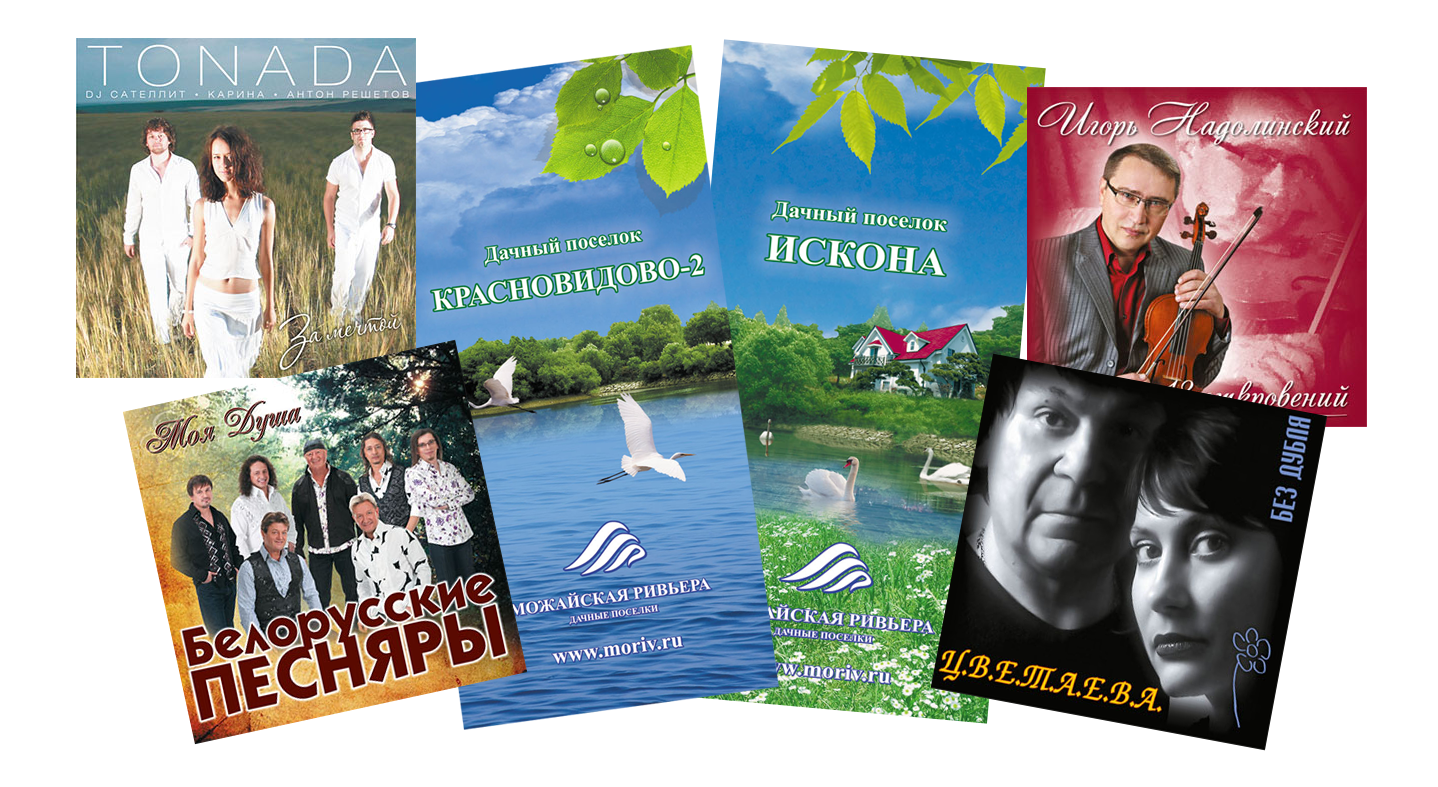 TONADA
DJ САТЕЛЛИТ • КАРИНА • АНТОН РЕШЕТОВ
За мечтой
Дачный поселок
КРАСНОВИДОВО-2
МОЖАЙСКАЯ РИВЬЕРА
ДАЧНЫЕ ПОСЕЛКИ
www.moriv.ru
Дачный поселок
ИСКОНА
РИВЬЕРА
ДАЧНЫЕ ПОСЕЛКИ
www.moriv.ru
Игорь Надолинский
Моя Душа
Белорусские
ПЕСНЯРЫ
БЕЗ ДУБЛЯ
Ц.В.Е.Т.А.Е.В.А.